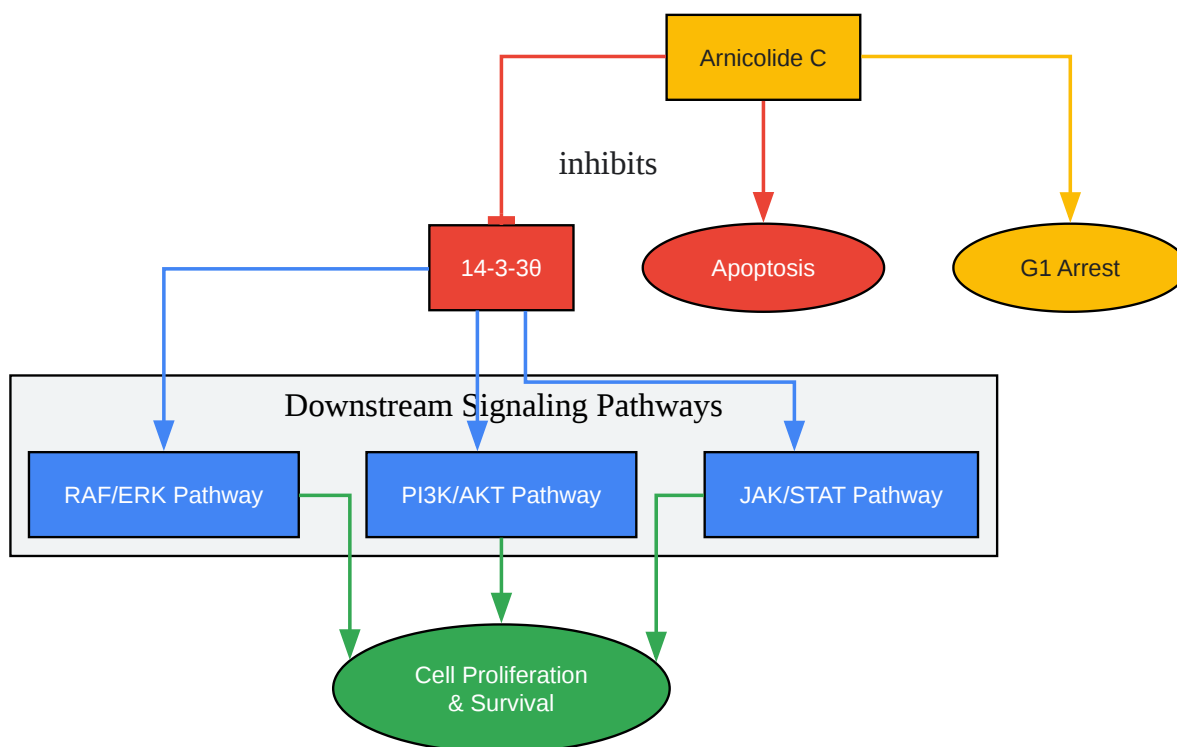 Arnicolide C
inhibits
14-3-3θ
Apoptosis
G1 Arrest
Downstream Signaling Pathways
RAF/ERK Pathway
PI3K/AKT Pathway
JAK/STAT Pathway
Cell Proliferation
& Survival